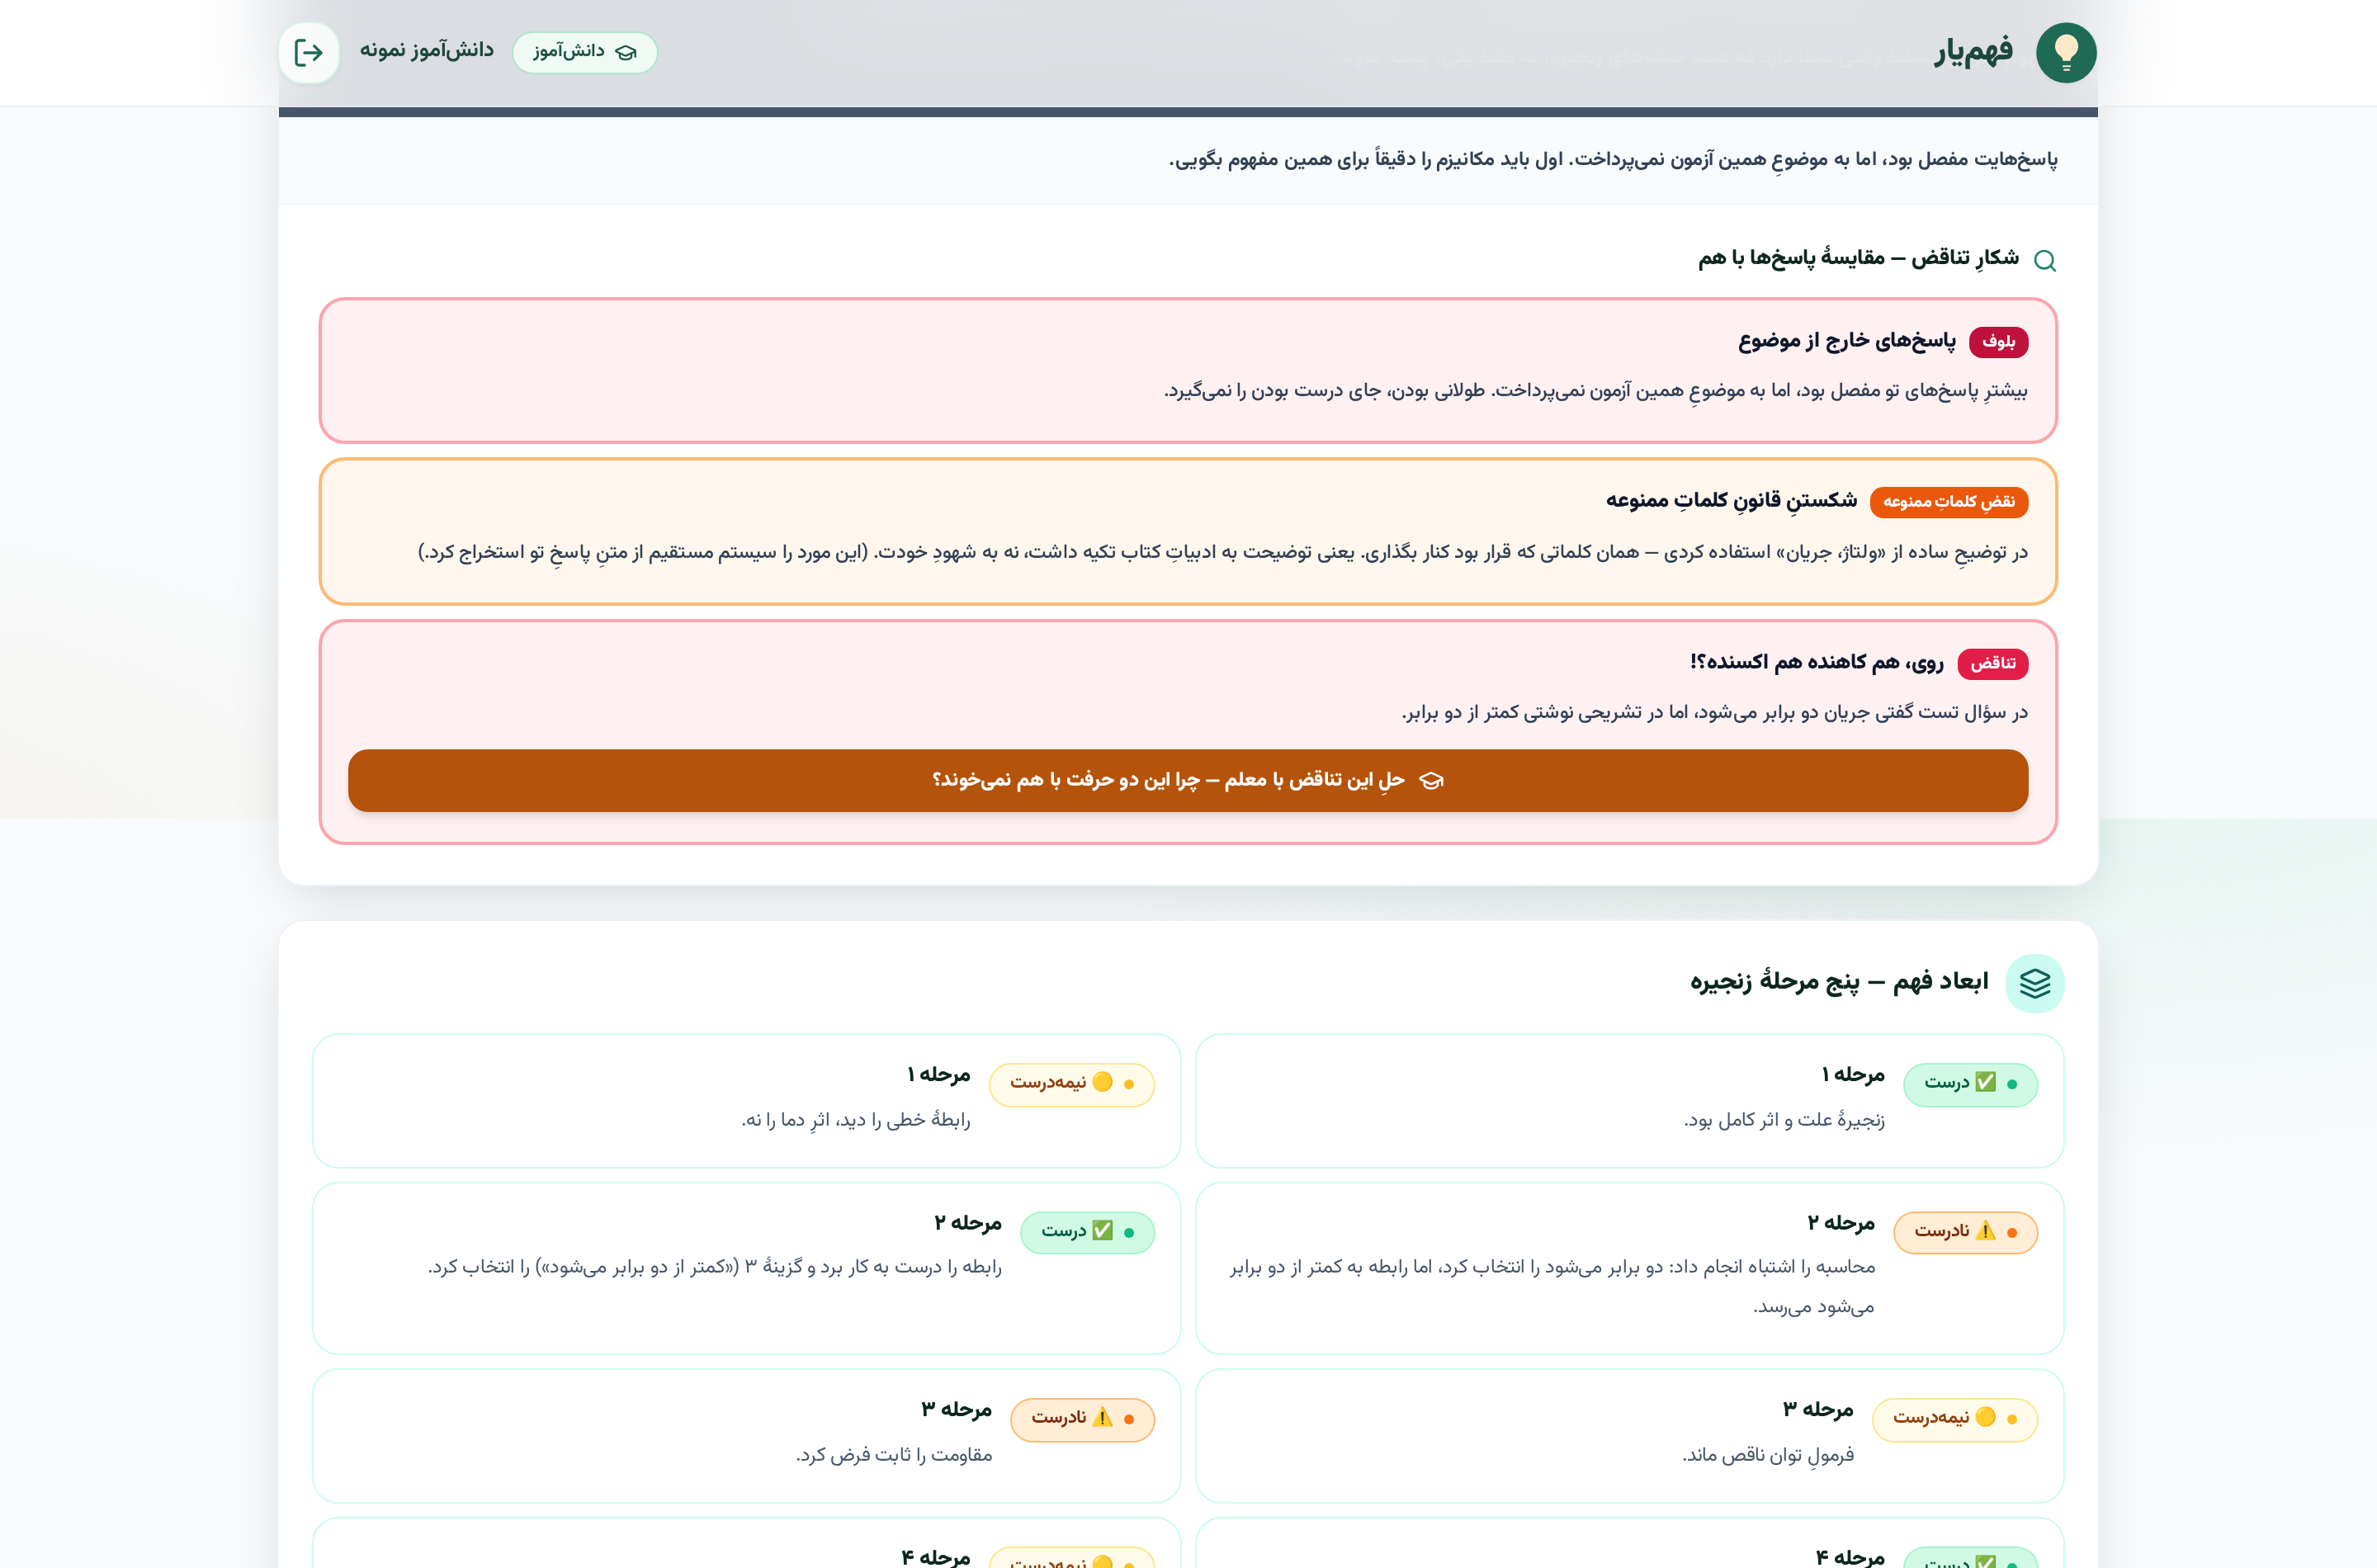 فهم‌یار
دانش‌آموز
دانش‌آموز نمونه
پاسخ‌هایت مفصل بود، اما به موضوعِ همین آزمون نمی‌پرداخت. اول باید مکانیزم را دقیقاً برای همین مفهوم بگویی.
شکارِ تناقض — مقایسهٔ پاسخ‌ها با هم
بلوف پاسخ‌های خارج از موضوع
بیشترِ پاسخ‌های تو مفصل بود، اما به موضوعِ همین آزمون نمی‌پرداخت. طولانی بودن، جای درست بودن را نمی‌گیرد.
نقضِ کلماتِ ممنوعه شکستنِ قانونِ کلماتِ ممنوعه
در توضیحِ ساده از «ولتاژ، جریان» استفاده کردی — همان کلماتی که قرار بود کنار بگذاری. یعنی توضیحت به ادبیاتِ کتاب تکیه داشت، نه به شهودِ خودت. (این مورد را سیستم مستقیم از متنِ پاسخِ تو استخراج کرد.)
تناقض روی، هم کاهنده هم اکسنده؟!
در سؤال تست گفتی جریان دو برابر می‌شود، اما در تشریحی نوشتی کمتر از دو برابر.
حلِ این تناقض با معلم — چرا این دو حرفت با هم نمی‌خوند؟
ابعاد فهم — پنج مرحلهٔ زنجیره
✅ درست مرحله ۱
زنجیرهٔ علت و اثر کامل بود.
🟡 نیمه‌درست مرحله ۱
رابطهٔ خطی را دید، اثرِ دما را نه.
⚠️ نادرست مرحله ۲
محاسبه را اشتباه انجام داد: دو برابر می‌شود را انتخاب کرد، اما رابطه به کمتر از دو برابر
می‌شود می‌رسد.
✅ درست مرحله ۲
رابطه را درست به کار برد و گزینهٔ ۳ («کمتر از دو برابر می‌شود») را انتخاب کرد.
🟡 نیمه‌درست مرحله ۳
فرمولِ توان ناقص ماند.
⚠️ نادرست مرحله ۳
مقاومت را ثابت فرض کرد.
✅ درست مرحله ۴
🟡 نیمه‌درست مرحله ۴